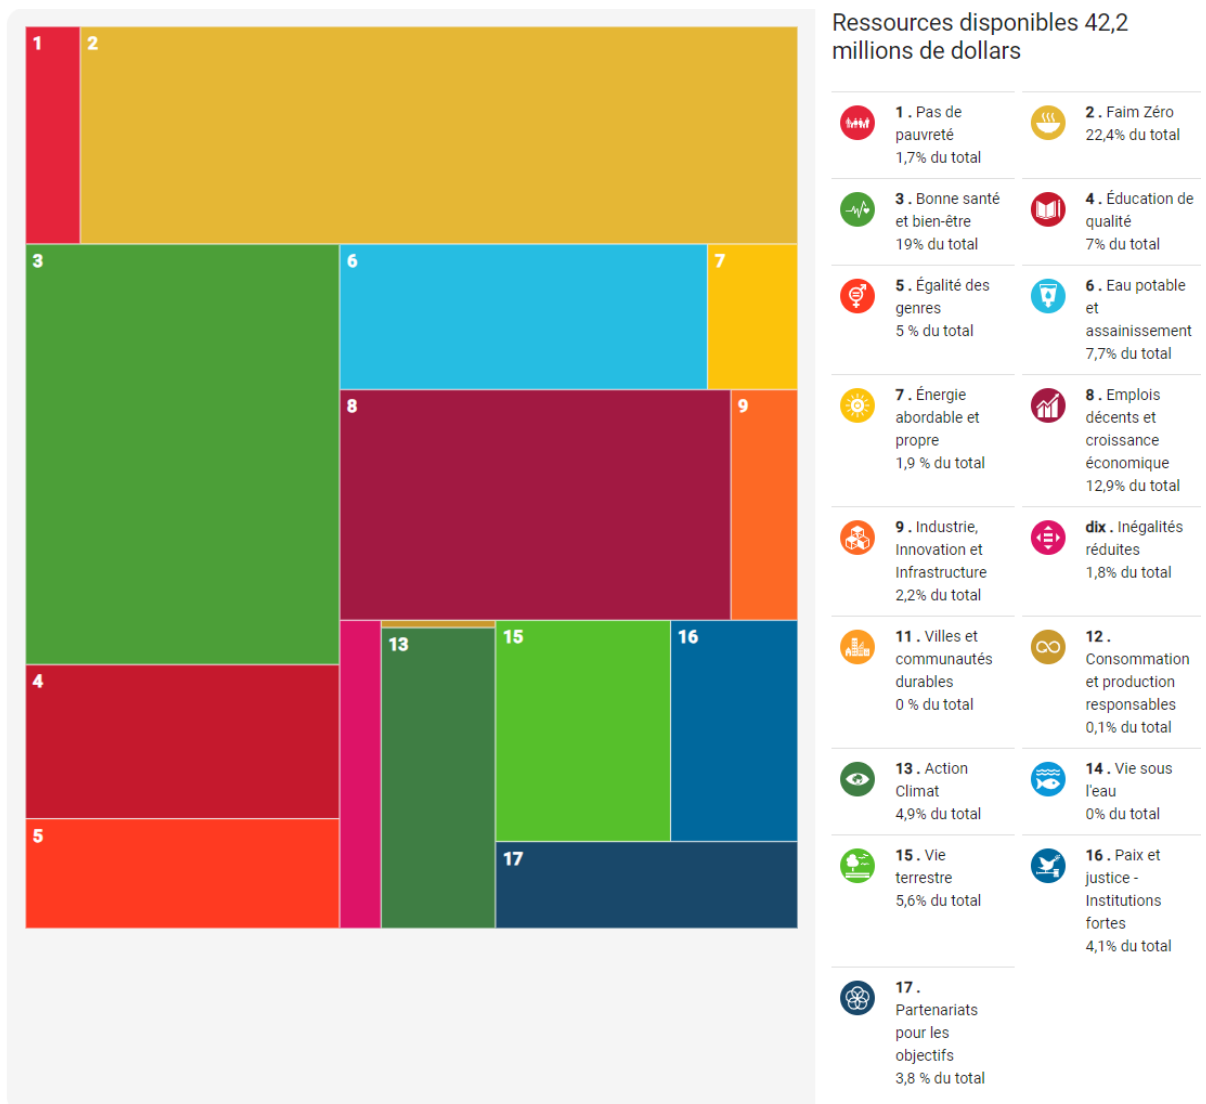 1
2
3
6
7
8
9
4
13
15
16
5
17
Ressources disponibles 42,2
millions de dollars
1 . Pas de
pauvreté
1,7% du total
2 . Faim Zéro
22,4% du total
3 . Bonne santé
et bien-être
19% du total
4 . Éducation de
qualité
7% du total
5 . Égalité des
genres
5 % du total
6 . Eau potable
et
assainissement
7,7% du total
7 . Énergie
abordable et
propre
1,9 % du total
8 . Emplois
décents et
croissance
économique
12,9% du total
9 . Industrie,
Innovation et
Infrastructure
2,2% du total
dix . Inégalités
réduites
1,8% du total
11 . Villes et
communautés
durables
0 % du total
12 .
Consommation
et production
responsables
0,1% du total
13 . Action
Climat
4,9% du total
14 . Vie sous
l'eau
0% du total
15 . Vie
terrestre
5,6% du total
16 . Paix et
justice -
Institutions
fortes
4,1% du total
17 .
Partenariats
pour les
objectifs
3,8 % du total